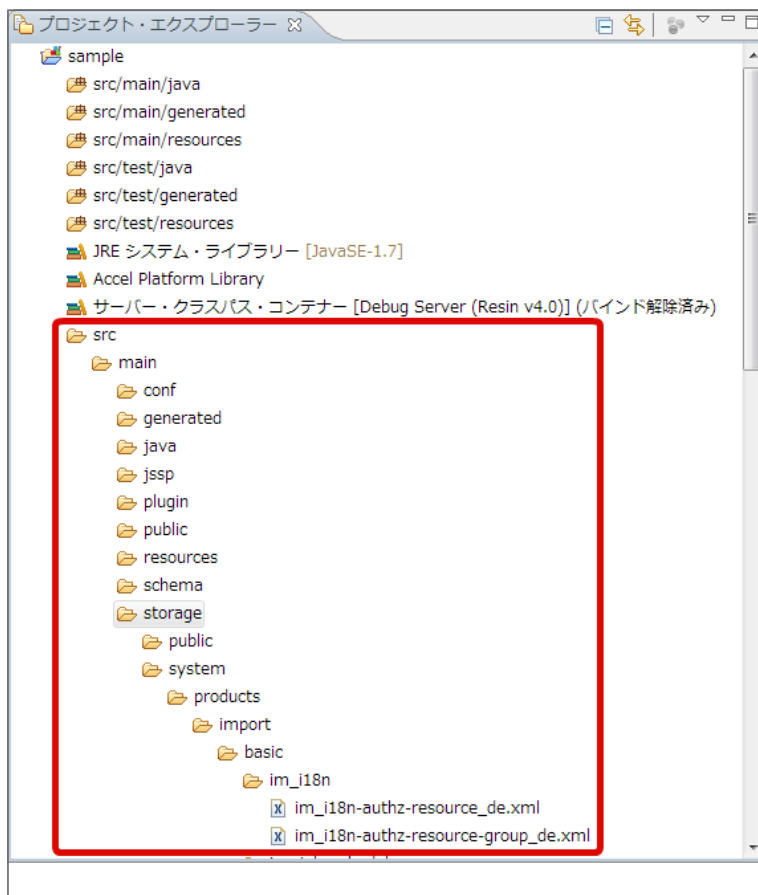 プロジェクト・エクスプローラー
sample
src/main/java
src/main/generated
src/main/resources
src/test/java
src/test/generated
src/test/resources
JRE システム・ライブラリー [JavaSE-1.7]
Accel Platform Library
サーバー・クラスパス・コンテナー [Debug Server (Resin v4.0)] (バインド解除済み)
src
main
conf
generated
java
jssp
plugin
public
resources
schema
storage
public
system
products
import
basic
im_i18n
im_i18n-authz-resource_de.xml
im_i18n-authz-resource-group_de.xml